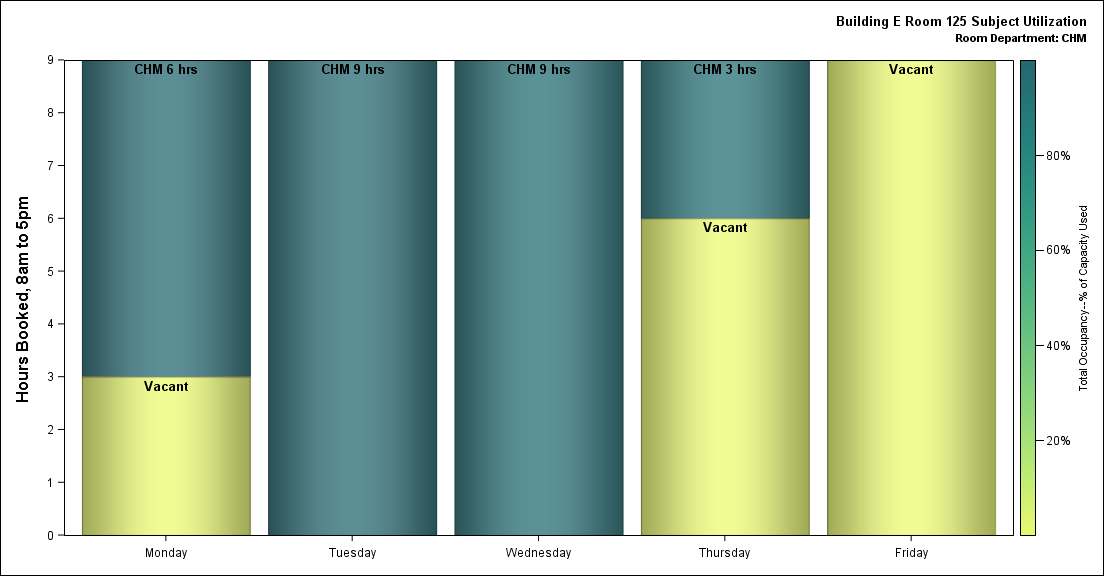 Building E Room 125 Subject Utilization
Room Department: CHM
Hours Booked, 8am to 5pm
9
8
7
6
5
4
3
2
1
0
CHM 6 hrs
CHM 9 hrs
CHM 9 hrs
CHM 3 hrs
Vacant
Vacant
Vacant
Monday
Tuesday
Wednesday
Thursday
Friday
80%
60%
40%
20%
Total Occupancy--% of Capacity Used